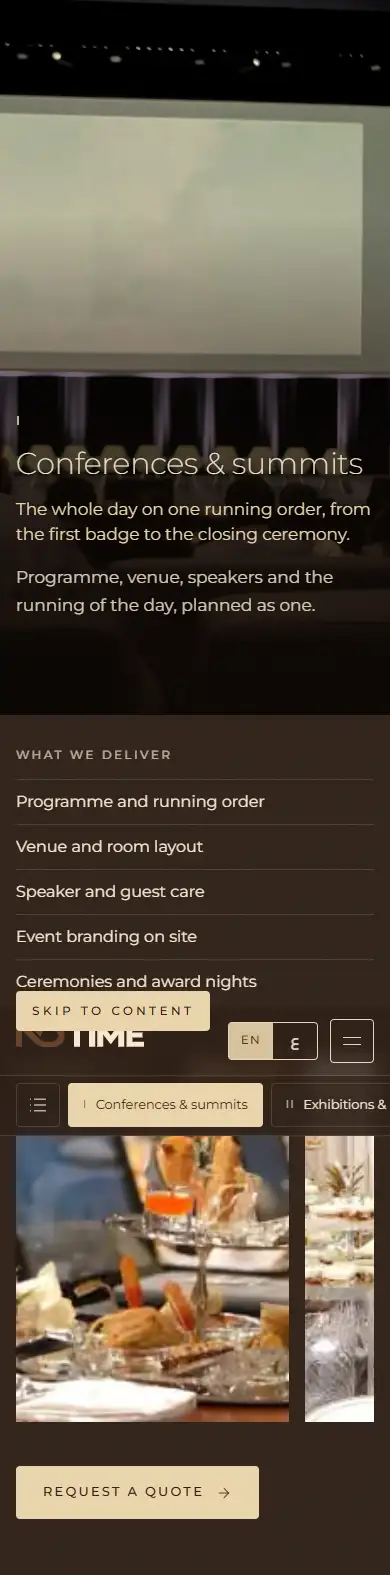 I
Conferences & summits
The whole day on one running order, from
the first badge to the closing ceremony.
Programme, venue, speakers and the
running of the day, planned as one.
WHAT WE DELIVER
Programme and running order
Venue and room layout
Speaker and guest care
Event branding on site
Ceremonies and award nights
SKIP TO CONTENT
TIME
EN ع
I Conferences & summits II Exhibitions &
REQUEST A QUOTE →